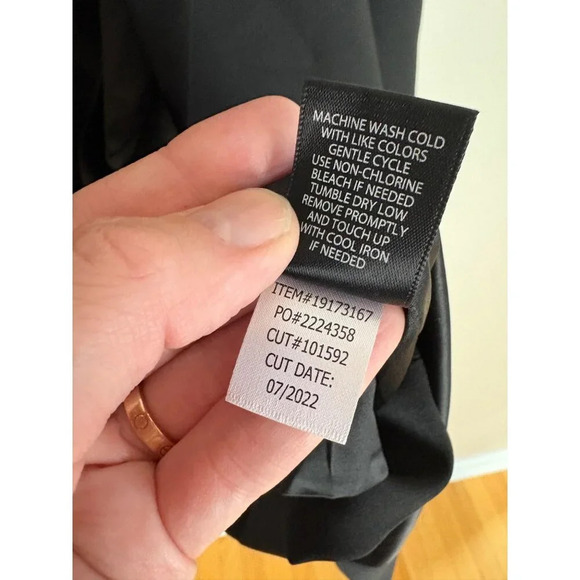 MACHINE WASH COLD
WITH LIKE COLORS
GENTLE CYCLE
USE NON-CHLORINE
BLEACH IF NEEDED
TUMBLE DRY LOW
REMOVE PROMPTLY
AND TOUCH UP
WITH COOL IRON
IF NEEDED
ITEM#19173167
PO#2224358
CUT#101592
CUT DATE:
07/2022